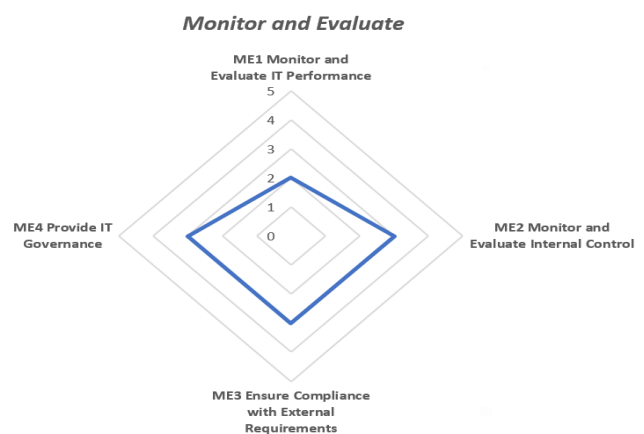 Monitor and Evaluate
ME1 Monitor and
Evaluate IT Performance
5
4
3
2
1
0
ME4 Provide IT
Governance
ME2 Monitor and
Evaluate Internal Control
ME3 Ensure Compliance
with External
Requirements